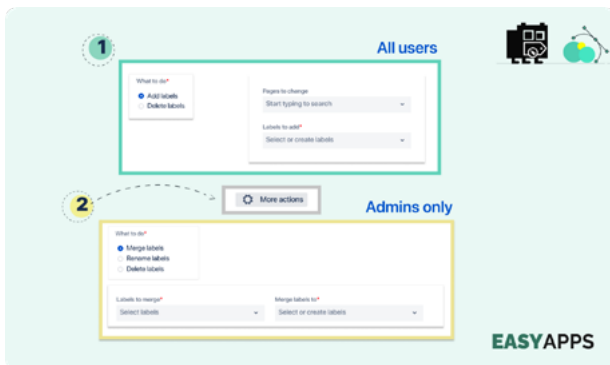 1
All users
What to do*
Add labels
Delete labels
Pages to change
Start typing to search
Labels to add*
Select or create labels
More actions
2
Admins only
What to do*
Merge labels
Rename labels
Delete labels
Labels to merge*
Merge labels to*
Select labels
Select or create labels
EASYAPPS